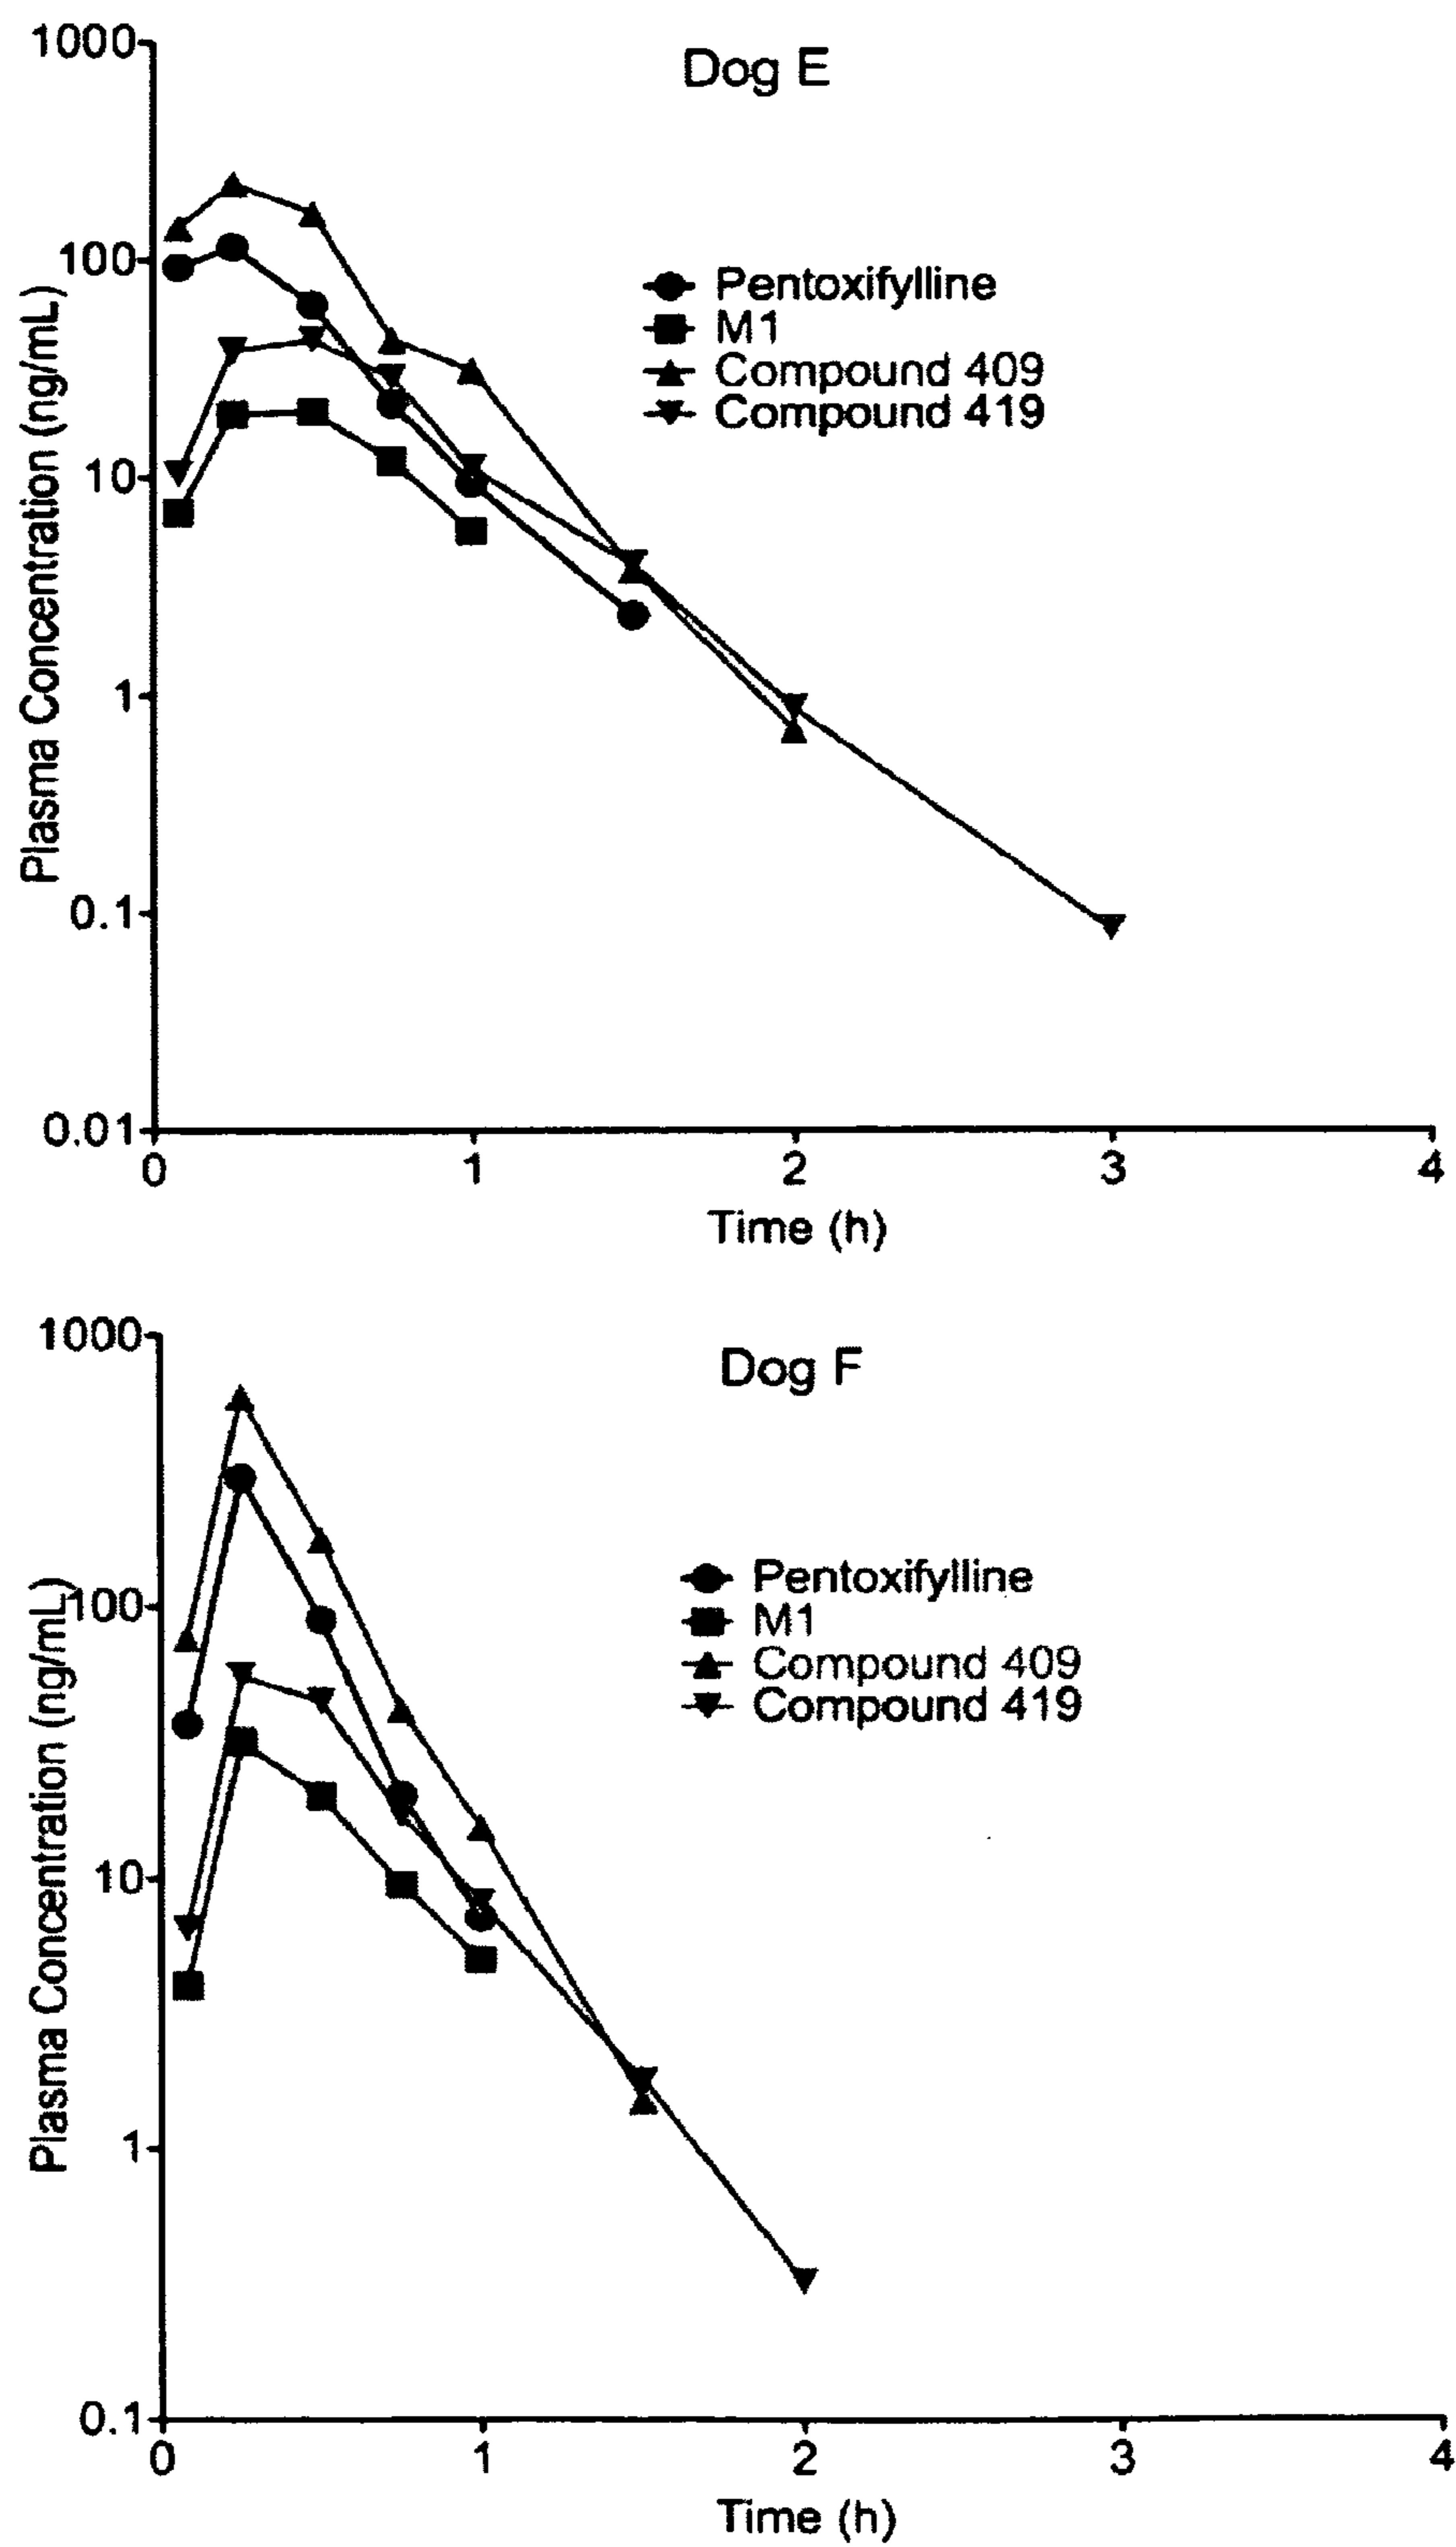 Dog E
1000
100
10
1
0.1
0.01
Plasma Concentration (ng/mL)
Pentoxifylline
M1
Compound 409
Compound 419
0 1 2 3 4
Time (h)
Dog F
1000
100
10
1
0.1
Plasma Concentration (ng/mL)
Pentoxifylline
M1
Compound 409
Compound 419
0 1 2 3 4
Time (h)